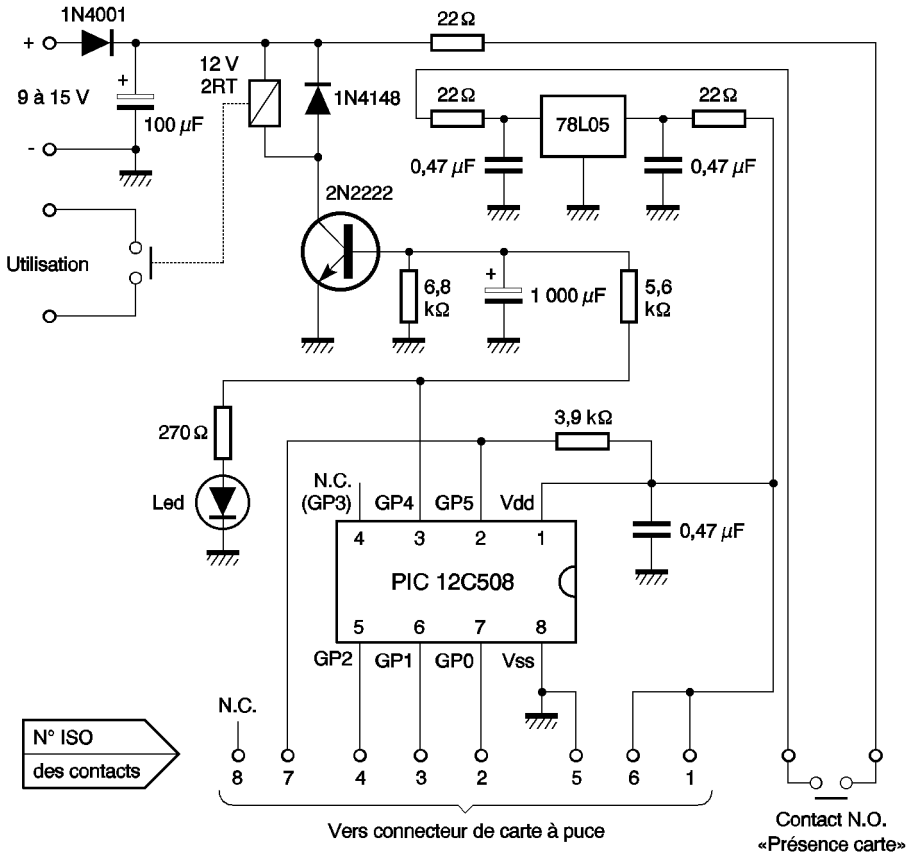 1N4001
+
22 Ω
12 V
2RT
9 à 15 V
+
100 µF
1N4148
22 Ω
78L05
22 Ω
-
0,47 µF
0,47 µF
2N2222
Utilisation
6,8
kΩ
+
1 000 µF
5,6
kΩ
270 Ω
3,9 kΩ
Led
N.C.
(GP3)
GP4
GP5
Vdd
4
3
2
1
0,47 µF
PIC 12C508
5
6
7
8
GP2
GP1
GP0
Vss
N.C.
N° ISO
des contacts
8
7
4
3
2
5
6
1
Vers connecteur de carte à puce
Contact N.O.
«Présence carte»